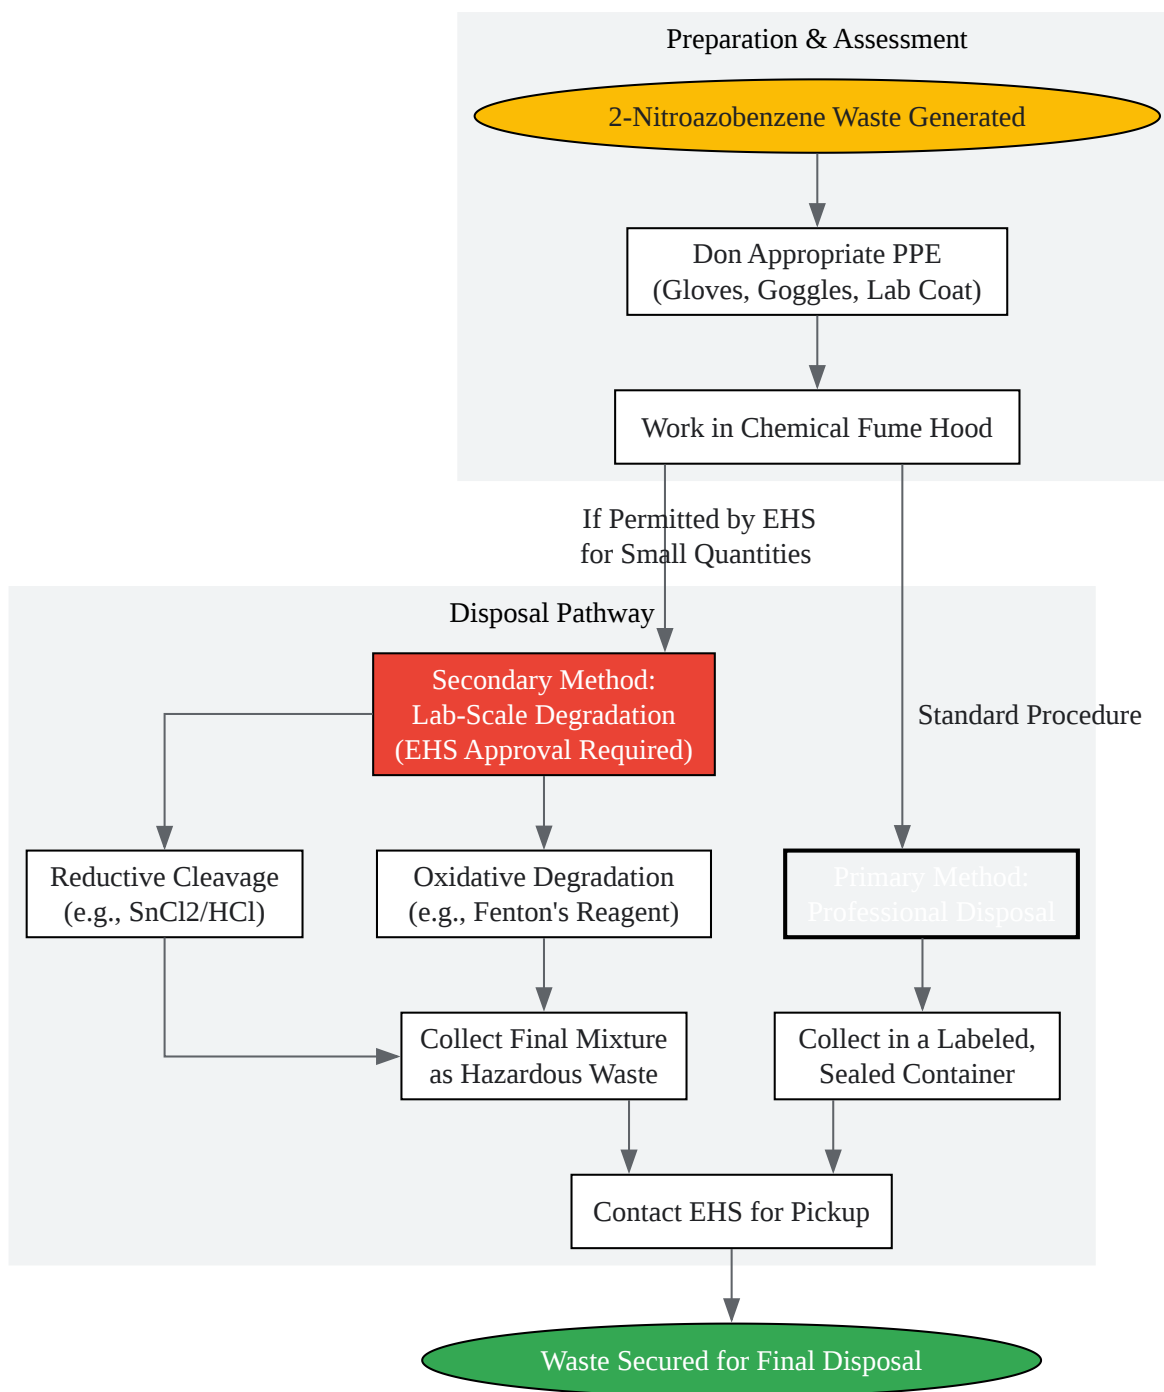 Preparation & Assessment
2-Nitroazobenzene Waste Generated
Don Appropriate PPE
(Gloves, Goggles, Lab Coat)
Work in Chemical Fume Hood
If Permitted by EHS
for Small Quantities
Disposal Pathway
Secondary Method:
Lab-Scale Degradation
(EHS Approval Required)
Standard Procedure
Reductive Cleavage
(e.g., SnCl2/HCl)
Oxidative Degradation
(e.g., Fenton's Reagent)
Primary Method:
Professional Disposal
Collect Final Mixture
as Hazardous Waste
Collect in a Labeled,
Sealed Container
Contact EHS for Pickup
Waste Secured for Final Disposal